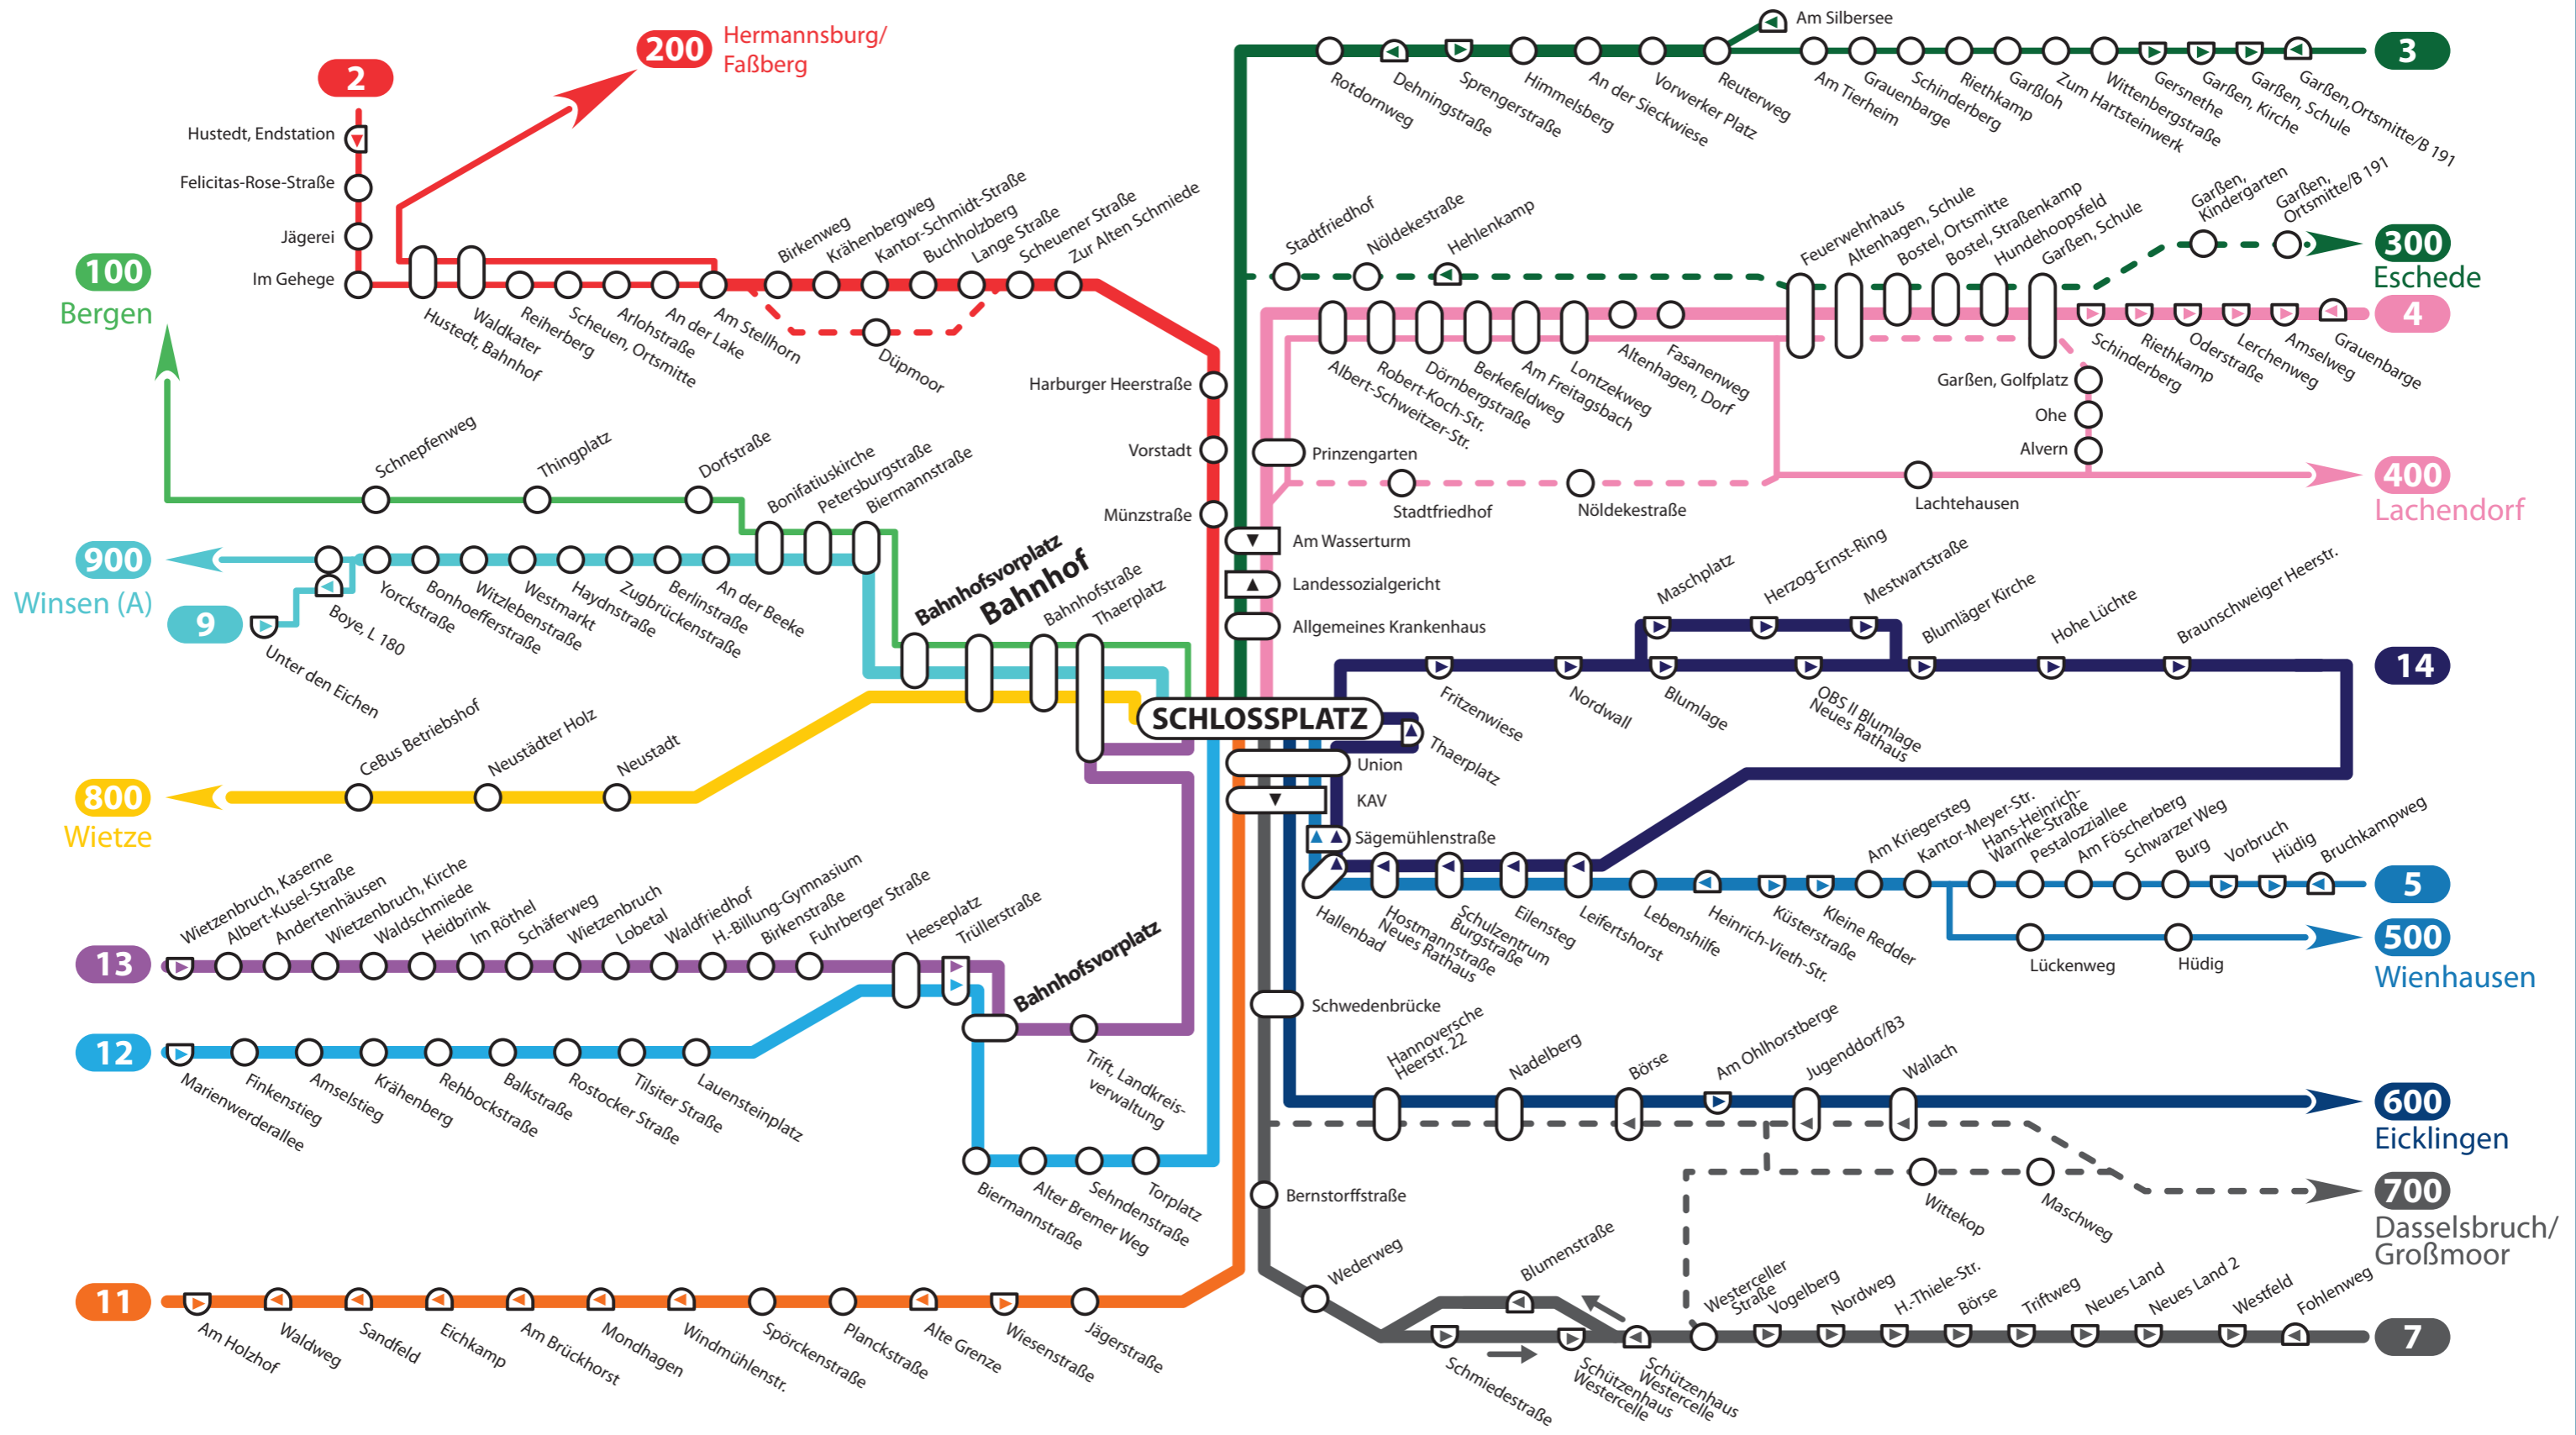 200
Hermannsburg/
Faßberg
2
Hustedt, Endstation
Felicitas-Rose-Straße
Jägerei
Im Gehege
Hustedt, Bahnhof
Waldkater
Reiherberg
Scheuen, Ortsmitte
Arlohstraße
An der Lake
Am Stellhorn
Birkenweg
Krähenbergweg
Kantor-Schmidt-Straße
Buchholzberg
Lange Straße
Scheuener Straße
Zur Alten Schmiede
Düpmoor
Harburger Heerstraße
Vorstadt
Münzstraße
Am Silbersee
3
Rotdornweg
Dehningstraße
Sprengerstraße
Himmelsberg
An der Sieckwiese
Vorwerker Platz
Reuterweg
Am Tierheim
Grauenbarge
Schinderberg
Riethkamp
Garßloh
Zum Hartsteinwerk
Wittenbergstraße
Gersnethe
Garßen, Kirche
Garßen, Schule
Garßen,Ortsmitte/B 191
Stadtfriedhof
Nöldekestraße
Hehlenkamp
Feuerwehrhaus
Altenhagen, Schule
Bostel, Ortsmitte
Bostel, Straßenkamp
Hundehoopsfeld
Garßen, Schule
Garßen,
Kindergarten
Garßen,
Ortsmitte/B 191
300
Eschede
4
Albert-Schweitzer-Str.
Robert-Koch-Str.
Dörnbergstraße
Berkefeldweg
Am Freitagsbach
Lontzekweg
Altenhagen, Dorf
Fasanenweg
Schinderberg
Riethkamp
Oderstraße
Lerchenweg
Amselweg
Grauenbarge
Garßen, Golfplatz
Ohe
Alvern
Prinzengarten
Stadtfriedhof
Nöldekestraße
Lachtehausen
400
Lachendorf
Am Wasserturm
Landessozialgericht
Allgemeines Krankenhaus
100
Bergen
Schnepfenweg
Thingplatz
Dorfstraße
Bonifatiuskirche
Petersburgstraße
Biermannstraße
900
Winsen (A)
9
Unter den Eichen
Boye, L 180
Yorckstraße
Bonhoefferstraße
Witzlebenstraße
Westmarkt
Haydnstraße
Zugbrückenstraße
Berlinstraße
An der Beeke
Bahnhofsvorplatz
Bahnhof
Bahnhofstraße
Thaerplatz
SCHLOSSPLATZ
800
Wietze
CeBus Betriebshof
Neustädter Holz
Neustadt
14
Maschplatz
Herzog-Ernst-Ring
Mestwartstraße
Blumläger Kirche
Hohe Lüchte
Braunschweiger Heerstr.
Fritzenwiese
Nordwall
Blumlage
OBS II Blumlage
Neues Rathaus
Thaerplatz
Union
KAV
Sägemühlenstraße
Hallenbad
Hostmannstraße
Neues Rathaus
Schulzentrum
Burgstraße
Eilensteg
Leifertshorst
Lebenshilfe
Heinrich-Vieth-Str.
Küsterstraße
Kleine Redder
Am Kriegersteg
Kantor-Meyer-Str.
Hans-Heinrich-
Warnke-Straße
Pestalozziallee
Am Föscherberg
Schwarzer Weg
Burg
Vorbruch
Hüdig
Bruchkampweg
5
500
Wienhausen
Lückenweg
Hüdig
13
Wietzenbruch, Kaserne
Albert-Kusel-Straße
Andertenhäusen
Wietzenbruch, Kirche
Waldschmiede
Heidbrink
Im Röthel
Schäferweg
Wietzenbruch
Lobetal
Waldfriedhof
H.-Billung-Gymnasium
Birkenstraße
Fuhrberger Straße
Heeseplatz
Trüllerstraße
Bahnhofsvorplatz
Trift, Landkreis-
verwaltung
12
Marienwerderallee
Finkenstieg
Amselstieg
Krähenberg
Rehbockstraße
Balkstraße
Rostocker Straße
Tilsiter Straße
Lauensteinplatz
Biermannstraße
Alter Bremer Weg
Sehndenstraße
Torplatz
Schwedenbrücke
Hannoversche
Heerstr. 22
Nadelberg
Börse
Am Ohlhorstberge
Jugenddorf/B3
Wallach
600
Eicklingen
Wittekop
Maschweg
700
Dasselsbruch/
Großmoor
Bernstorffstraße
Wederweg
Blumenstraße
Schmiedestraße
Schützenhaus
Westercelle
Schützenhaus
Westercelle
Westerceller
Straße
Vogelberg
Nordweg
H.-Thiele-Str.
Börse
Triftweg
Neues Land
Neues Land 2
Westfeld
Fohlenweg
7
11
Am Holzhof
Waldweg
Sandfeld
Eichkamp
Am Brückhorst
Mondhagen
Windmühlenstr.
Spörckenstraße
Planckstraße
Alte Grenze
Wiesenstraße
Jägerstraße